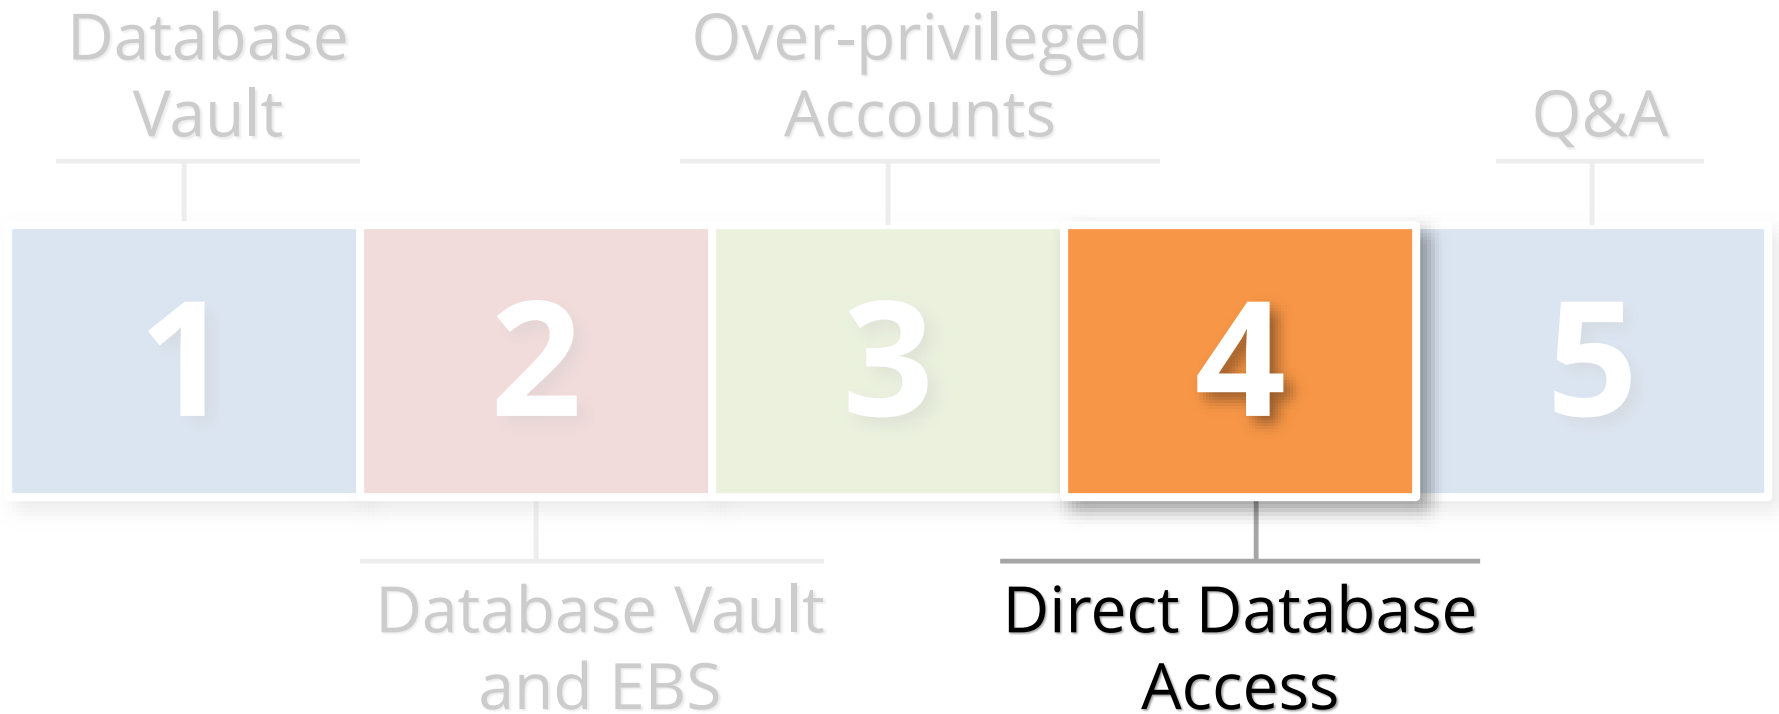 Database
Vault
Over-privileged
Accounts
Q&A
1
2
3
4
5
Database Vault
and EBS
Direct Database
Access